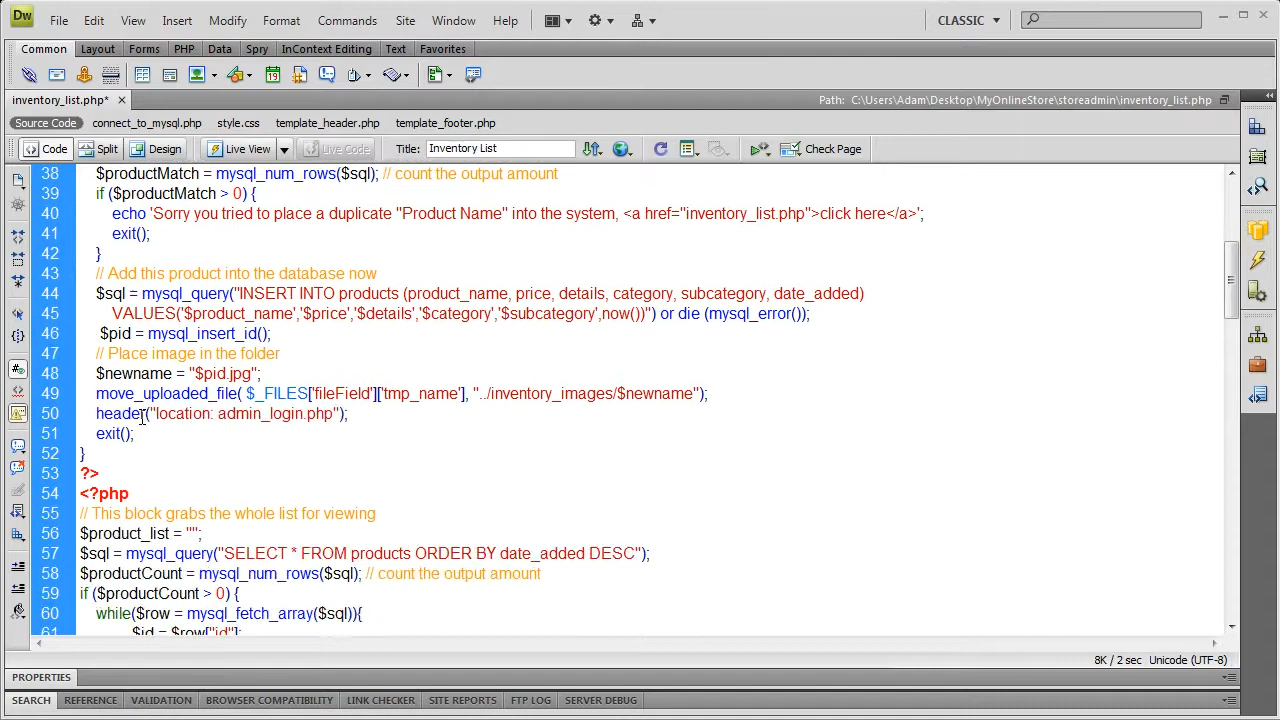 Dw File Edit View Insert Modify Format Commands Site Window Help CLASSIC
Common Layout Forms PHP Data Spry InContext Editing Text Favorites
19
inventory_list.php* Path: C:\Users\Adam\Desktop\MyOnlineStore\storeadmin\inventory_list.php
Source Code connect_to_mysql.php style.css template_header.php template_footer.php
Code Split Design Live View Live Code Title: Inventory List Check Page
38 $productMatch = mysql_num_rows($sql); // count the output amount
39 if ($productMatch > 0) {
40 echo 'Sorry you tried to place a duplicate "Product Name" into the system, <a href="inventory_list.php">click here</a>';
41 exit();
42 }
43 // Add this product into the database now
44 $sql = mysql_query("INSERT INTO products (product_name, price, details, category, subcategory, date_added)
45 VALUES('$product_name','$price','$details','$category','$subcategory',now())") or die (mysql_error());
46 $pid = mysql_insert_id();
47 // Place image in the folder
48 $newname = "$pid.jpg";
49 move_uploaded_file( $_FILES['fileField']['tmp_name'], "../inventory_images/$newname");
50 header("location: admin_login.php");
51 exit();
52 }
53 ?>
54 <?php
55 // This block grabs the whole list for viewing
56 $product_list = "";
57 $sql = mysql_query("SELECT * FROM products ORDER BY date_added DESC");
58 $productCount = mysql_num_rows($sql); // count the output amount
59 if ($productCount > 0) {
60 while($row = mysql_fetch_array($sql)){
61 $id = $row["id"];
8K / 2 sec Unicode (UTF-8)
PROPERTIES
SEARCH REFERENCE VALIDATION BROWSER COMPATIBILITY LINK CHECKER SITE REPORTS FTP LOG SERVER DEBUG